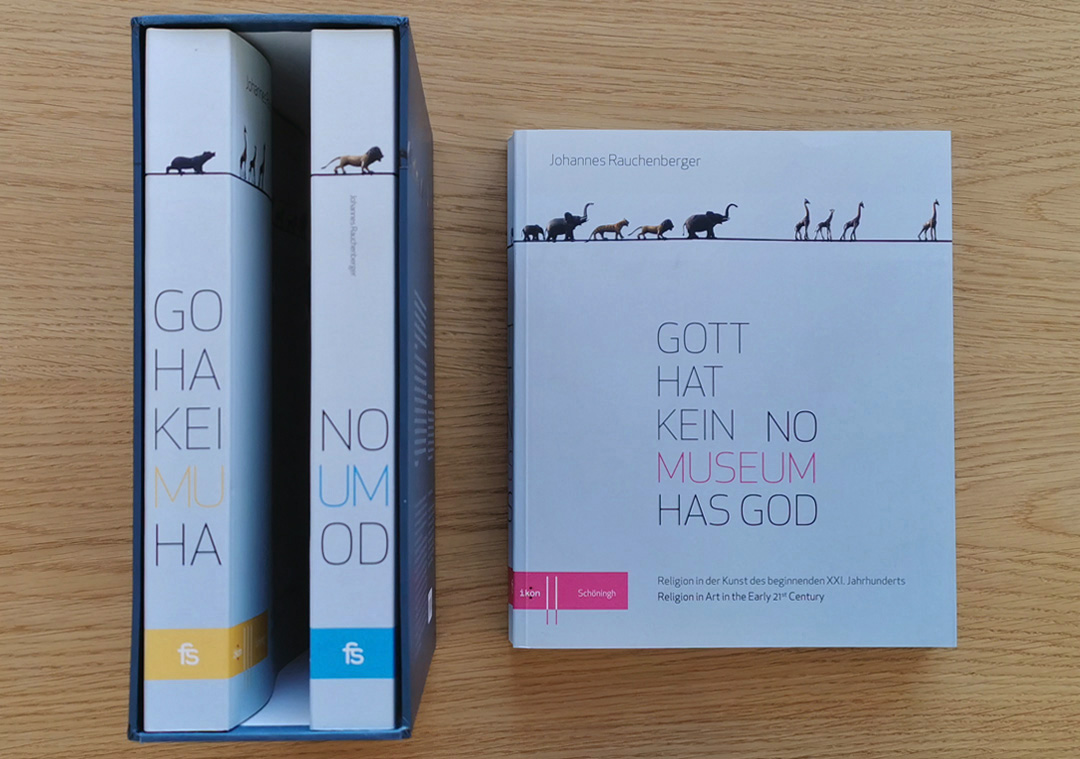 GO
HA
KEI
MU
HA
fs
ikon
Johannes Rauchenberger
NO
UM
OD
fs
Johannes Rauchenberger
GOTT
HAT
KEIN NO
MUSEUM
HAS GOD
Religion in der Kunst des beginnenden XXI. Jahrhunderts
Religion in Art in the Early 21st Century
ikon Schöningh